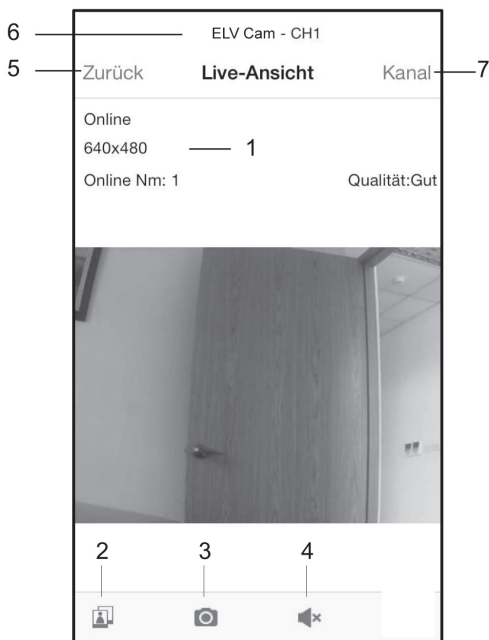 6 ELV Cam - CH1
5 Zurück Live-Ansicht Kanal 7
Online
640x480 1
Online Nm: 1 Qualität:Gut
2 3 4